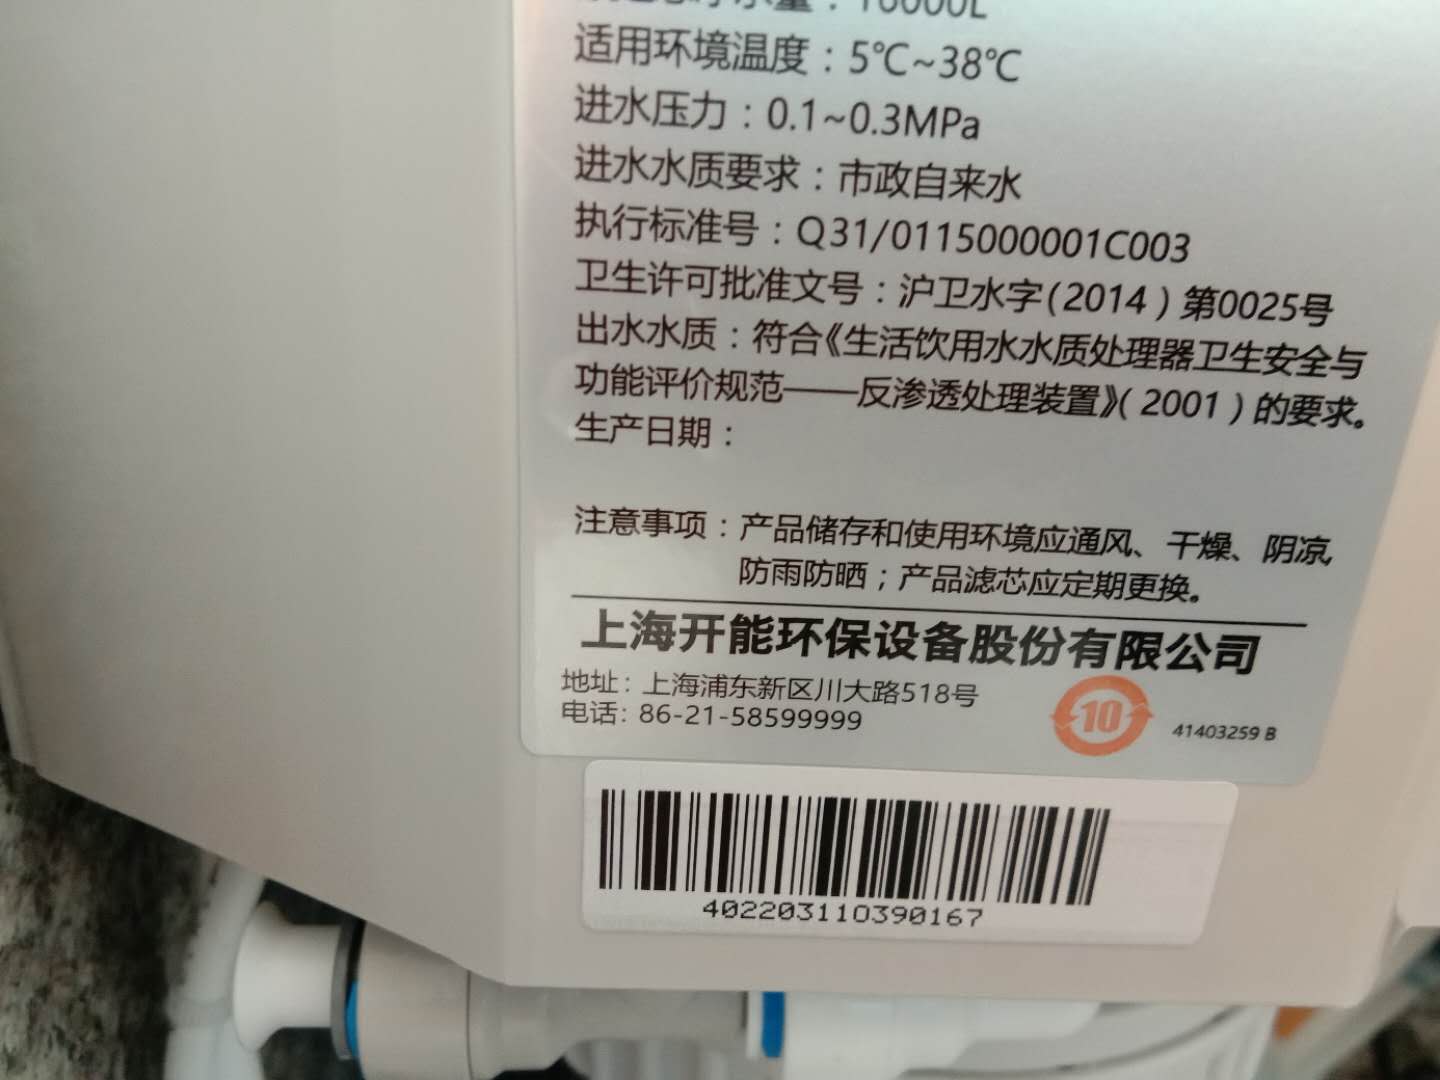 16000L
适用环境温度：5℃~38℃
进水压力：0.1~0.3MPa
进水水质要求：市政自来水
执行标准号：Q31/0115000001C003
卫生许可批准文号：沪卫水字(2014)第0025号
出水水质：符合《生活饮用水水质处理器卫生安全与
功能评价规范——反渗透处理装置》(2001)的要求。
生产日期：
注意事项：产品储存和使用环境应通风、干燥、阴凉,
防雨防晒；产品滤芯应定期更换。
上海开能环保设备股份有限公司
地址：上海浦东新区川大路518号
电话：86-21-58599999
10
41403259 B
402203110390167